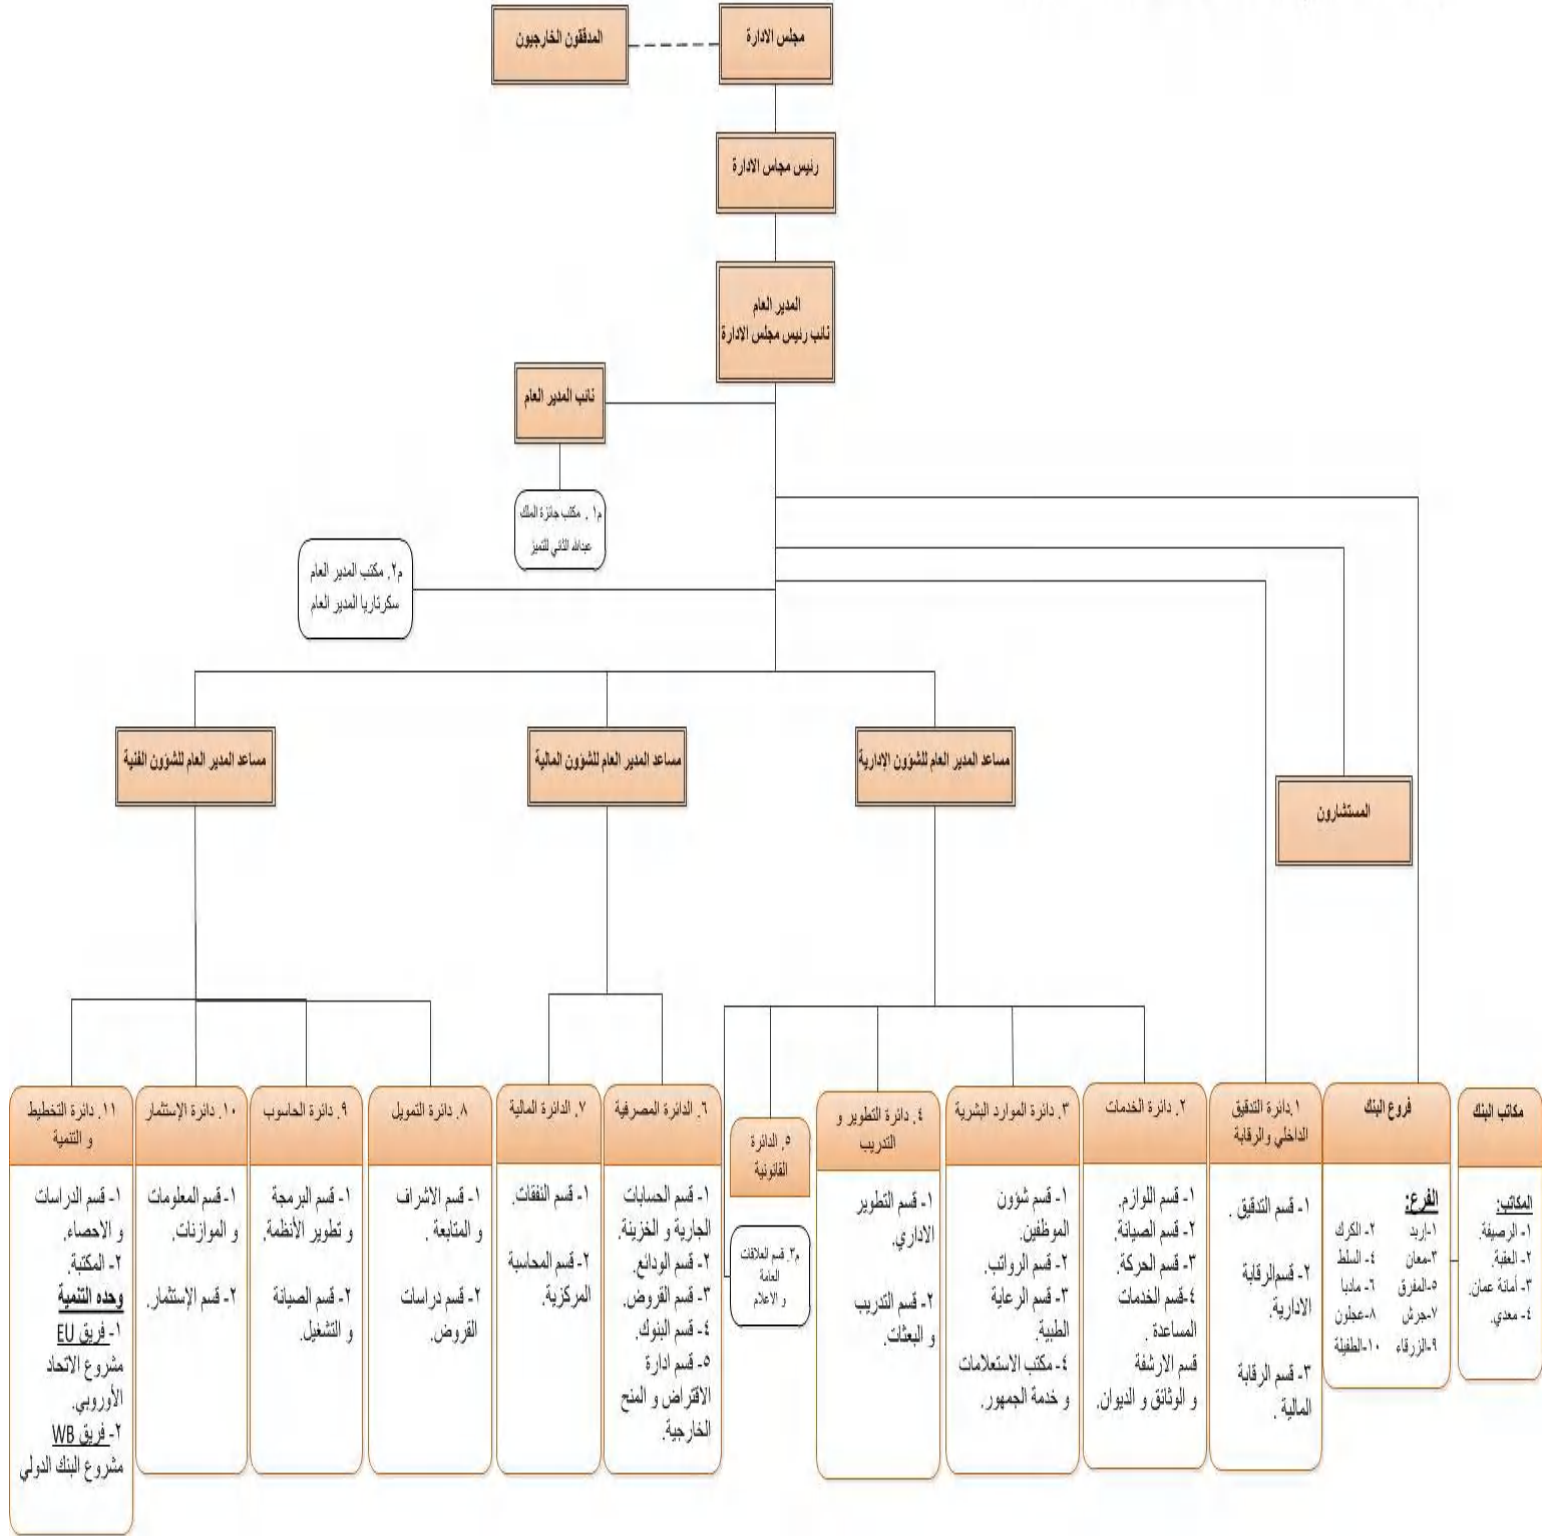 مجلس الادارة
المدققون الخارجيون
رئيس مجاس الادارة
المدير العام
نائب رئيس مجلس الادارة
نائب المدير العام
م١. مكتب جائزة الملك
عبدالله الثاني للتميز
م٢. مكتب المدير العام
سكرتاريا المدير العام
مساعد المدير العام للشؤون الإدارية
مساعد المدير العام للشؤون المالية
مساعد المدير العام للشؤون الفنية
المستشارون
مكاتب البنك
المكاتب:
١- الرصيفة.
٢- العقبة.
٣- أمانة عمان.
٤- معدي.
فروع البنك
الفرع:
١-إربد ٢- الكرك
٣-معان ٤- السلط
٥-المفرق ٦- مادبا
٧-جرش ٨-عجلون
٩-الزرقاء ١٠-الطفيلة
١.دائرة التدقيق
الداخلي والرقابة
١- قسم التدقيق .
٢- قسم الرقابة
الادارية.
٣- قسم الرقابة
المالية .
٢. دائرة الخدمات
١- قسم اللوازم.
٢- قسم الصيانة.
٣- قسم الحركة.
٤-قسم الخدمات
المساعدة .
قسم الارشفة
و الوثائق و الديوان.
٣. دائرة الموارد البشرية
١- قسم شؤون
الموظفين.
٢- قسم الرواتب.
٣- قسم الرعاية
الطبية.
٤- مكتب الاستعلامات
و خدمة الجمهور.
٤. دائرة التطوير و
التدريب
١- قسم التطوير
الاداري.
٢- قسم التدريب
و البعثات.
٥. الدائرة
القانونية
م٣. قسم العلاقات
العامة
و الاعلام
٦. الدائرة المصرفية
١- قسم الحسابات
الجارية و الخزينة.
٢- قسم الودائع.
٣- قسم القروض.
٤- قسم البنوك.
٥- قسم ادارة
الاقتراض و المنح
الخارجية.
٧. الدائرة المالية
١- قسم النفقات.
٢- قسم المحاسبة
المركزية.
٨. دائرة التمويل
١- قسم الاشراف
و المتابعة .
٢- قسم دراسات
القروض.
٩. دائرة الحاسوب
١- قسم البرمجة
و تطوير الأنظمة.
٢- قسم الصيانة
و التشغيل.
١٠. دائرة الإستثمار
١- قسم المعلومات
و الموازنات.
٢- قسم الإستثمار.
١١. دائرة التخطيط
و التنمية
١- قسم الدراسات
و الاحصاء.
٢- المكتبة.
وحده التنمية
١- فريق EU
مشروع الاتحاد
الأوروبي.
٢- فريق WB
مشروع البنك الدولي